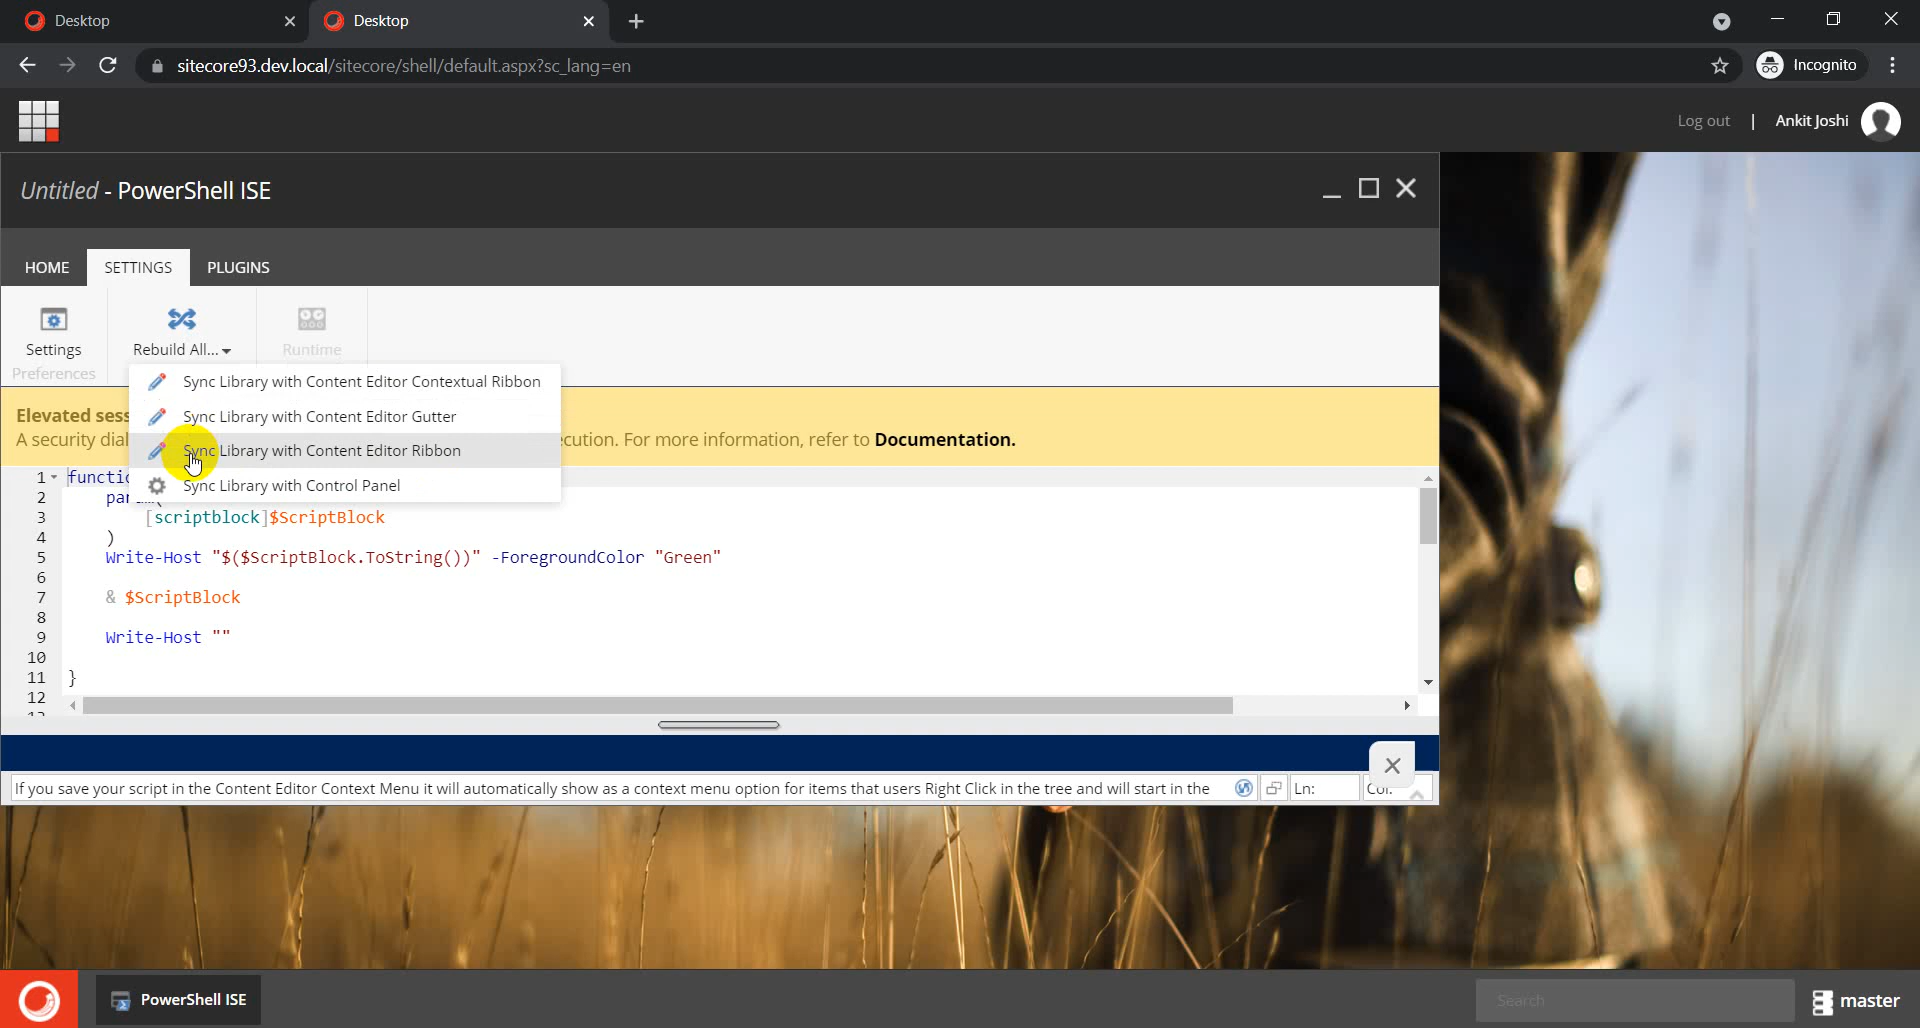 Desktop
Desktop
sitecore93.dev.local/sitecore/shell/default.aspx?sc_lang=en
Incognito
Log out | Ankit Joshi
Untitled - PowerShell ISE
HOME SETTINGS PLUGINS
Settings
Rebuild All...
Runtime
Preferences
Sync Library with Content Editor Contextual Ribbon
Sync Library with Content Editor Gutter
Sync Library with Content Editor Ribbon
Sync Library with Control Panel
Elevated sess
A security dial
cution. For more information, refer to Documentation.
1 functio
2 par
3 [scriptblock]$ScriptBlock
4 )
5 Write-Host "$($ScriptBlock.ToString())" -ForegroundColor "Green"
6
7 & $ScriptBlock
8
9 Write-Host ""
10
11 }
12
13
If you save your script in the Content Editor Context Menu it will automatically show as a context menu option for items that users Right Click in the tree and will start in the
Ln:
Col:
PowerShell ISE
Search
master